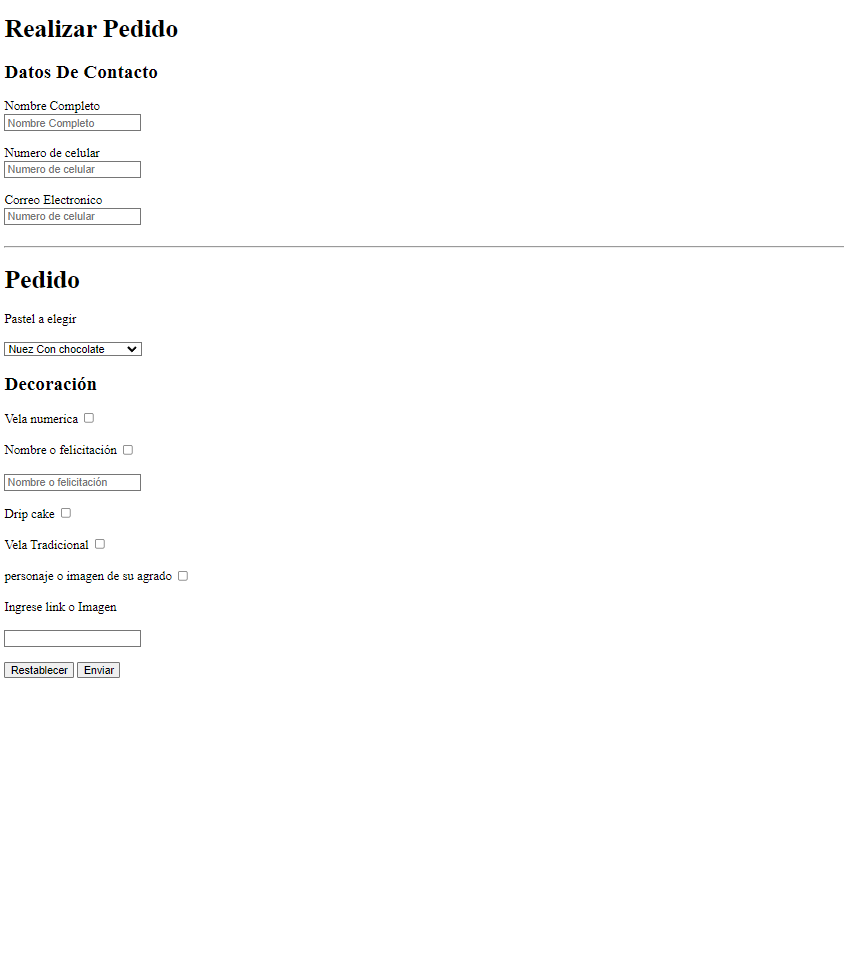 Realizar Pedido
Datos De Contacto
Nombre Completo
Nombre Completo
Numero de celular
Numero de celular
Correo Electronico
Numero de celular
Pedido
Pastel a elegir
Nuez Con chocolate
Decoración
Vela numerica
Nombre o felicitación
Nombre o felicitación
Drip cake
Vela Tradicional
personaje o imagen de su agrado
Ingrese link o Imagen
Restablecer Enviar